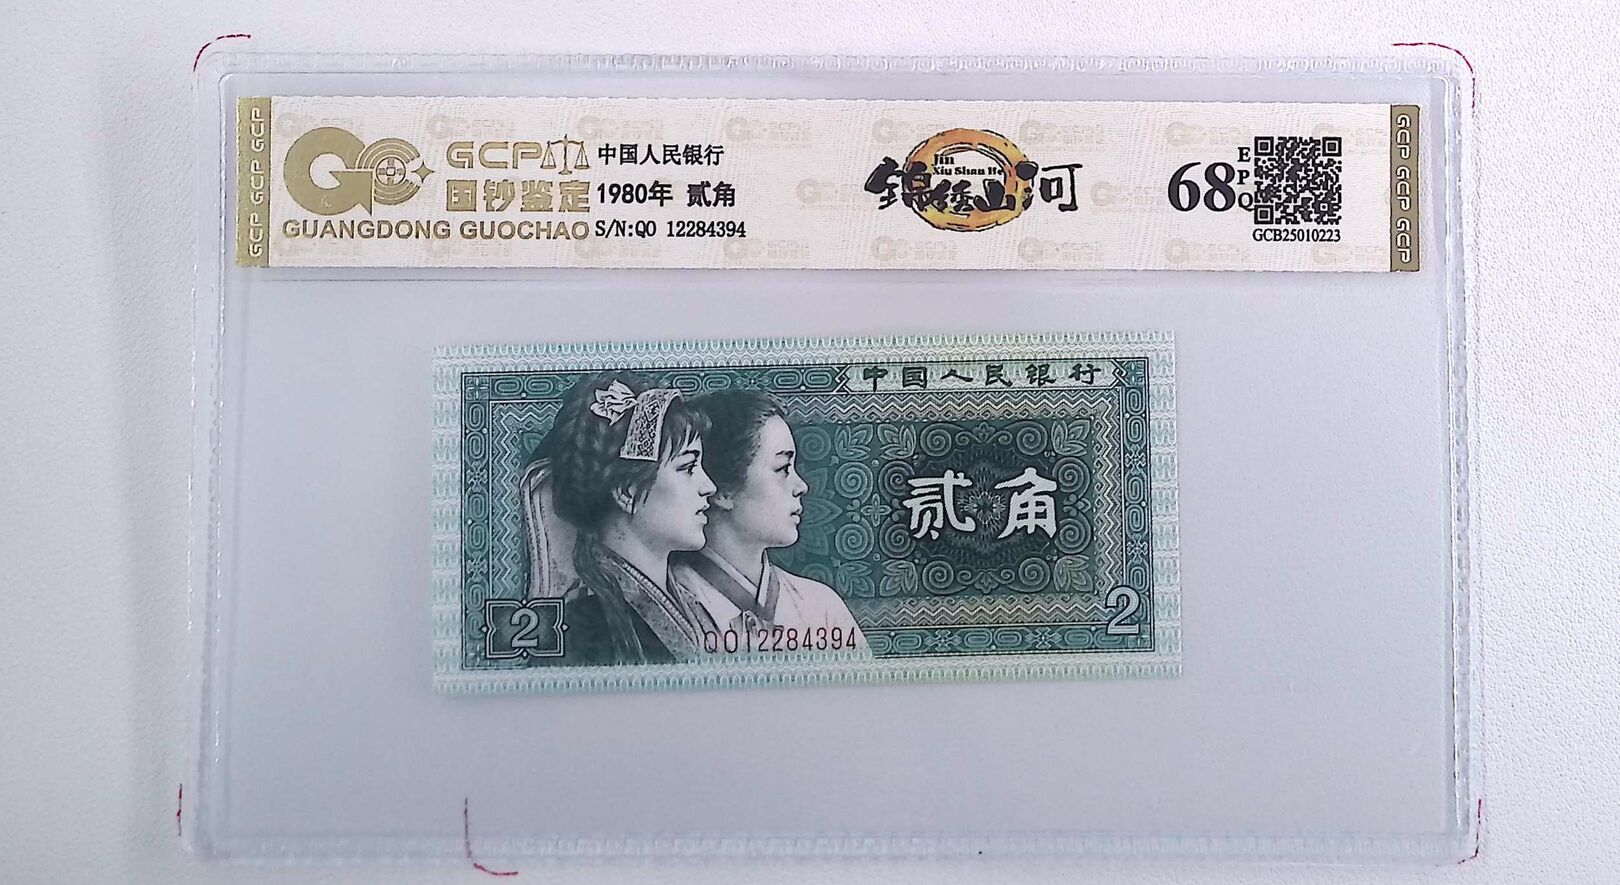 GCP GCP GCP
GCP
国钞鉴定
GUANGDONG GUOCHAO
中国人民银行
1980年 贰角
S/N:QO 12284394
Jin
Xiu Shan He
锦绣山河
68
EPQ
GCB25010223
GCP GCP GCP
中国人民银行
贰角
2
2
QO12284394